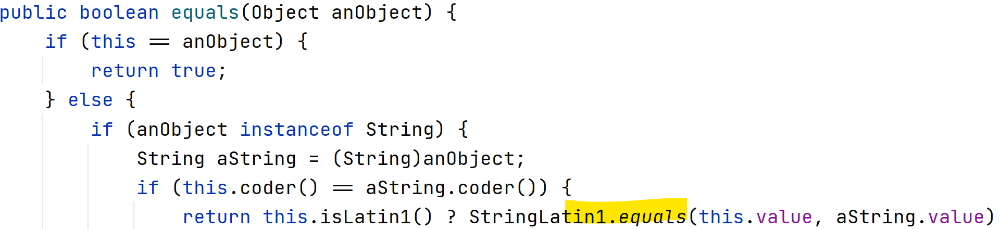 public boolean equals(Object anObject) {
if (this == anObject) {
return true;
} else {
if (anObject instanceof String) {
String aString = (String)anObject;
if (this.coder() == aString.coder()) {
return this.isLatin1() ? StringLatin1.equals(this.value, aString.value)